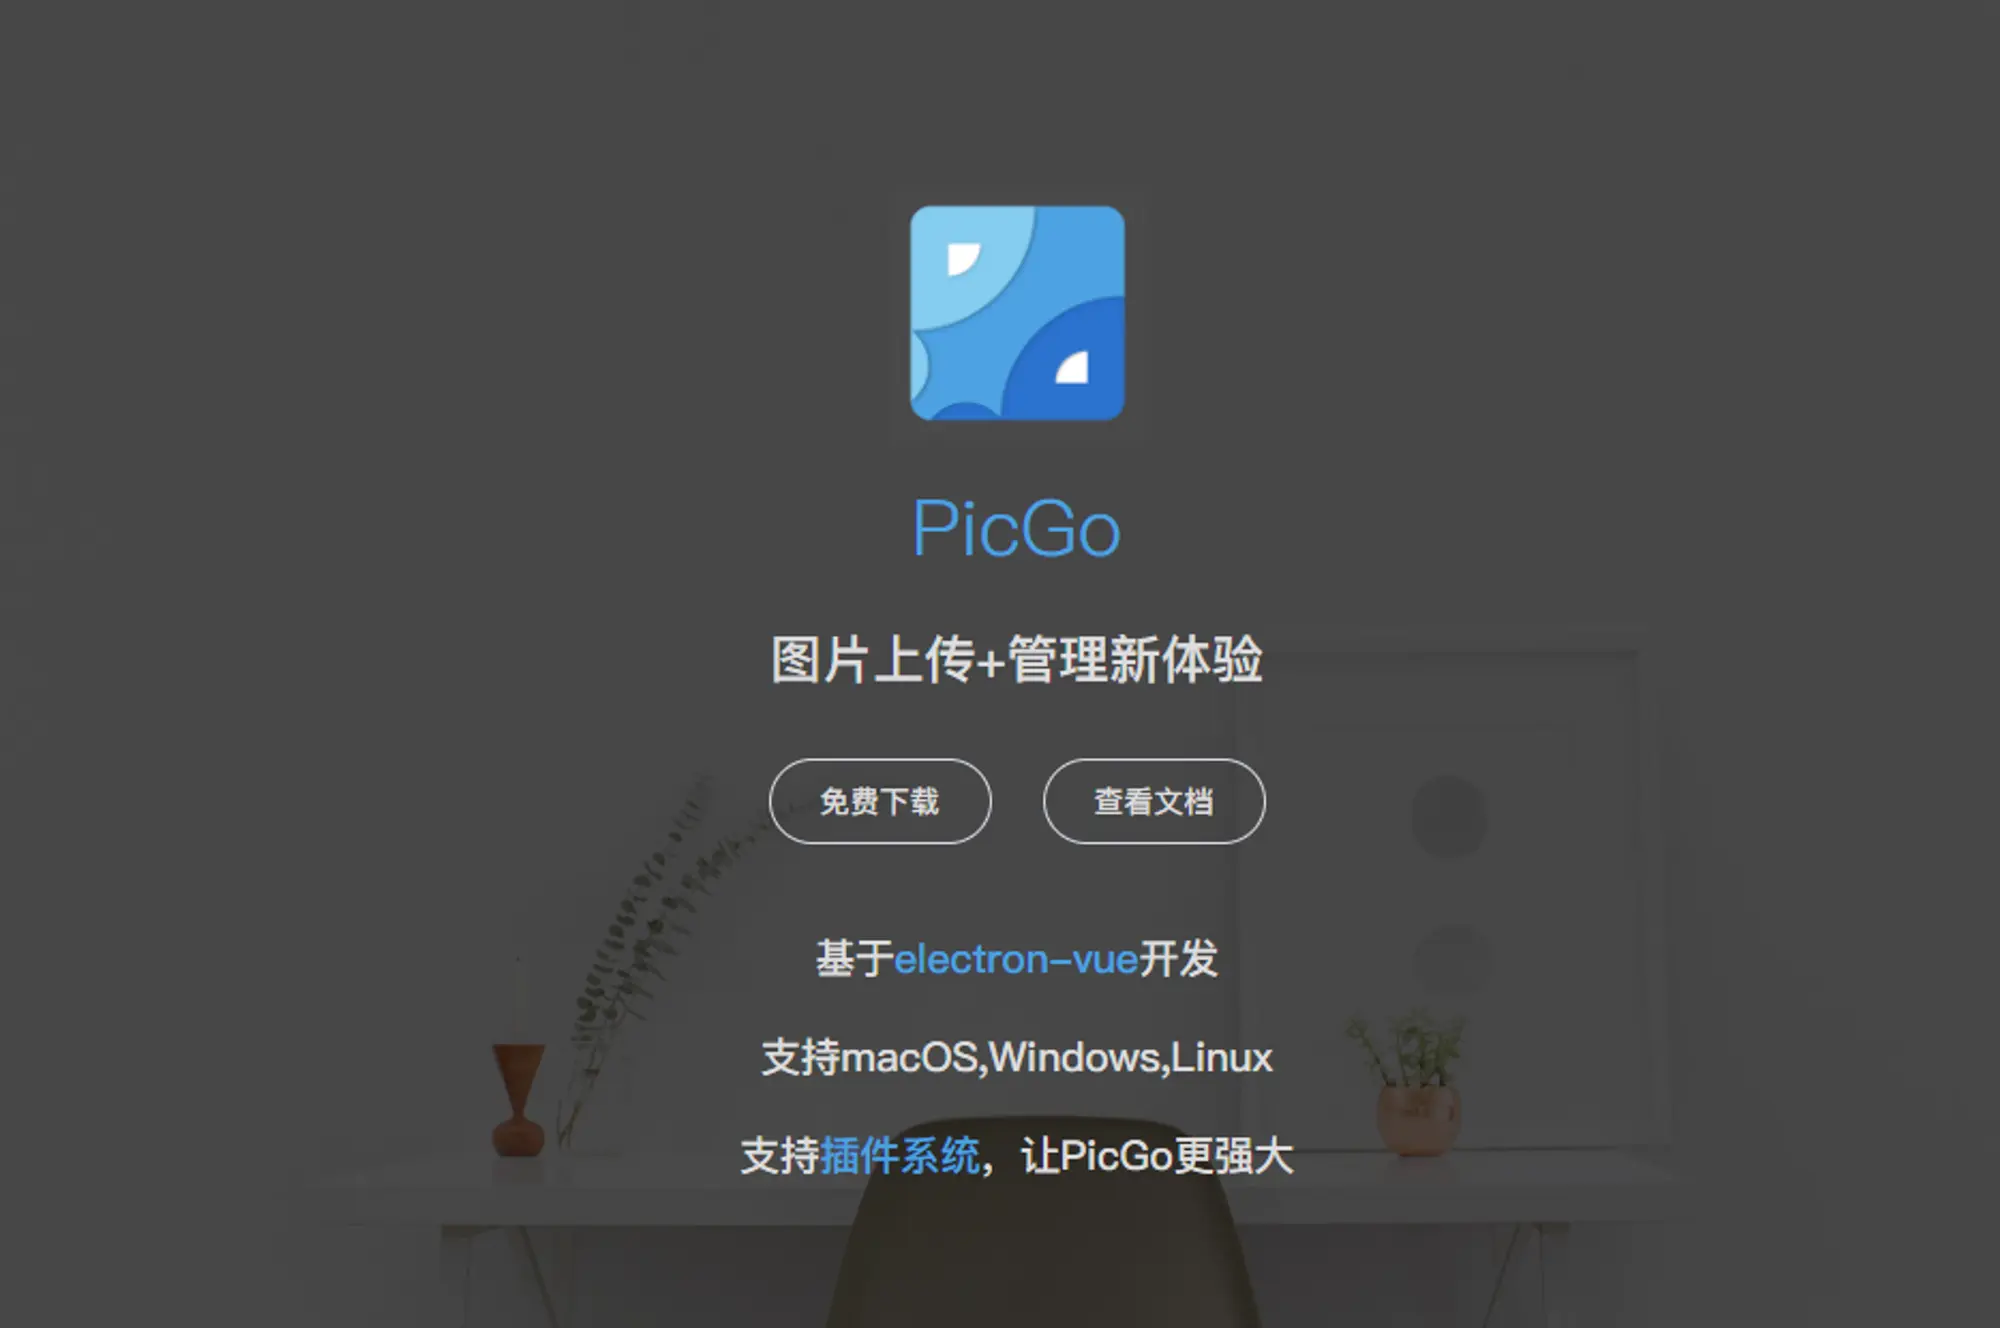 PicGo
图片上传+管理新体验
免费下载
查看文档
基于electron-vue开发
支持macOS,Windows,Linux
支持插件系统，让PicGo更强大